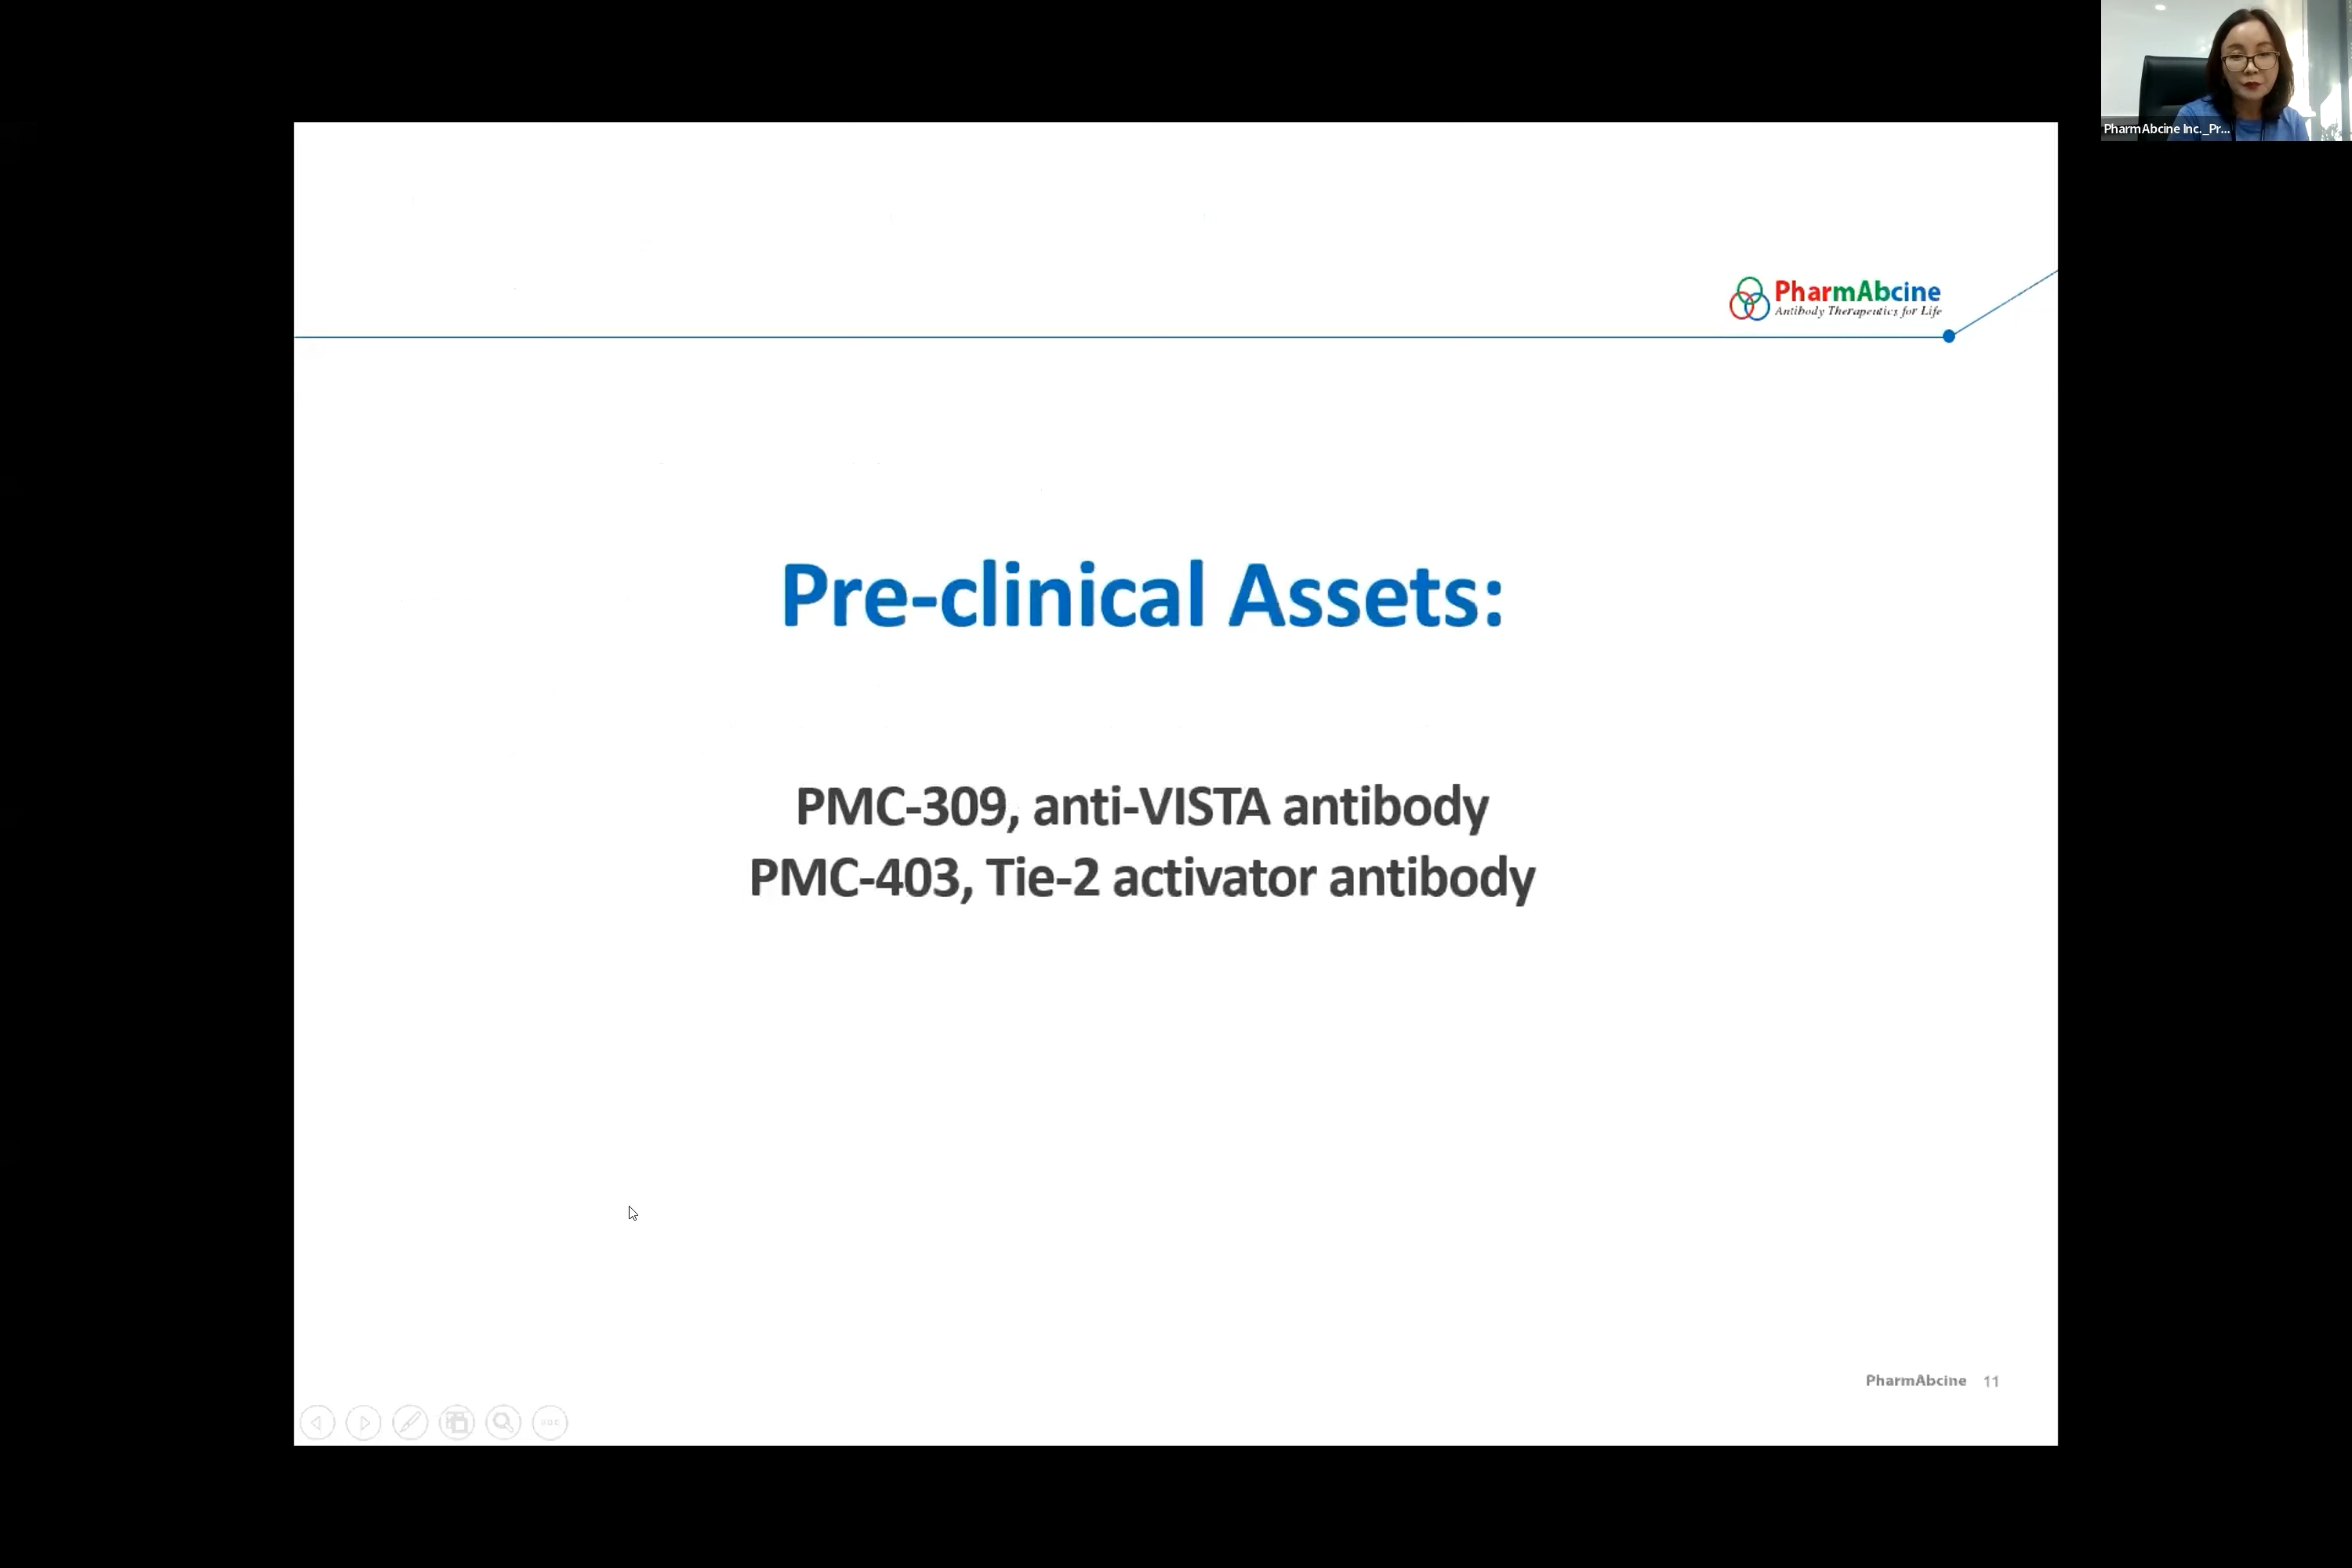 PharmAbcine Inc._Pr...
PharmAbcine
Antibody Therapeutics for Life
Pre-clinical Assets:
PMC-309, anti-VISTA antibody
PMC-403, Tie-2 activator antibody
PharmAbcine 11